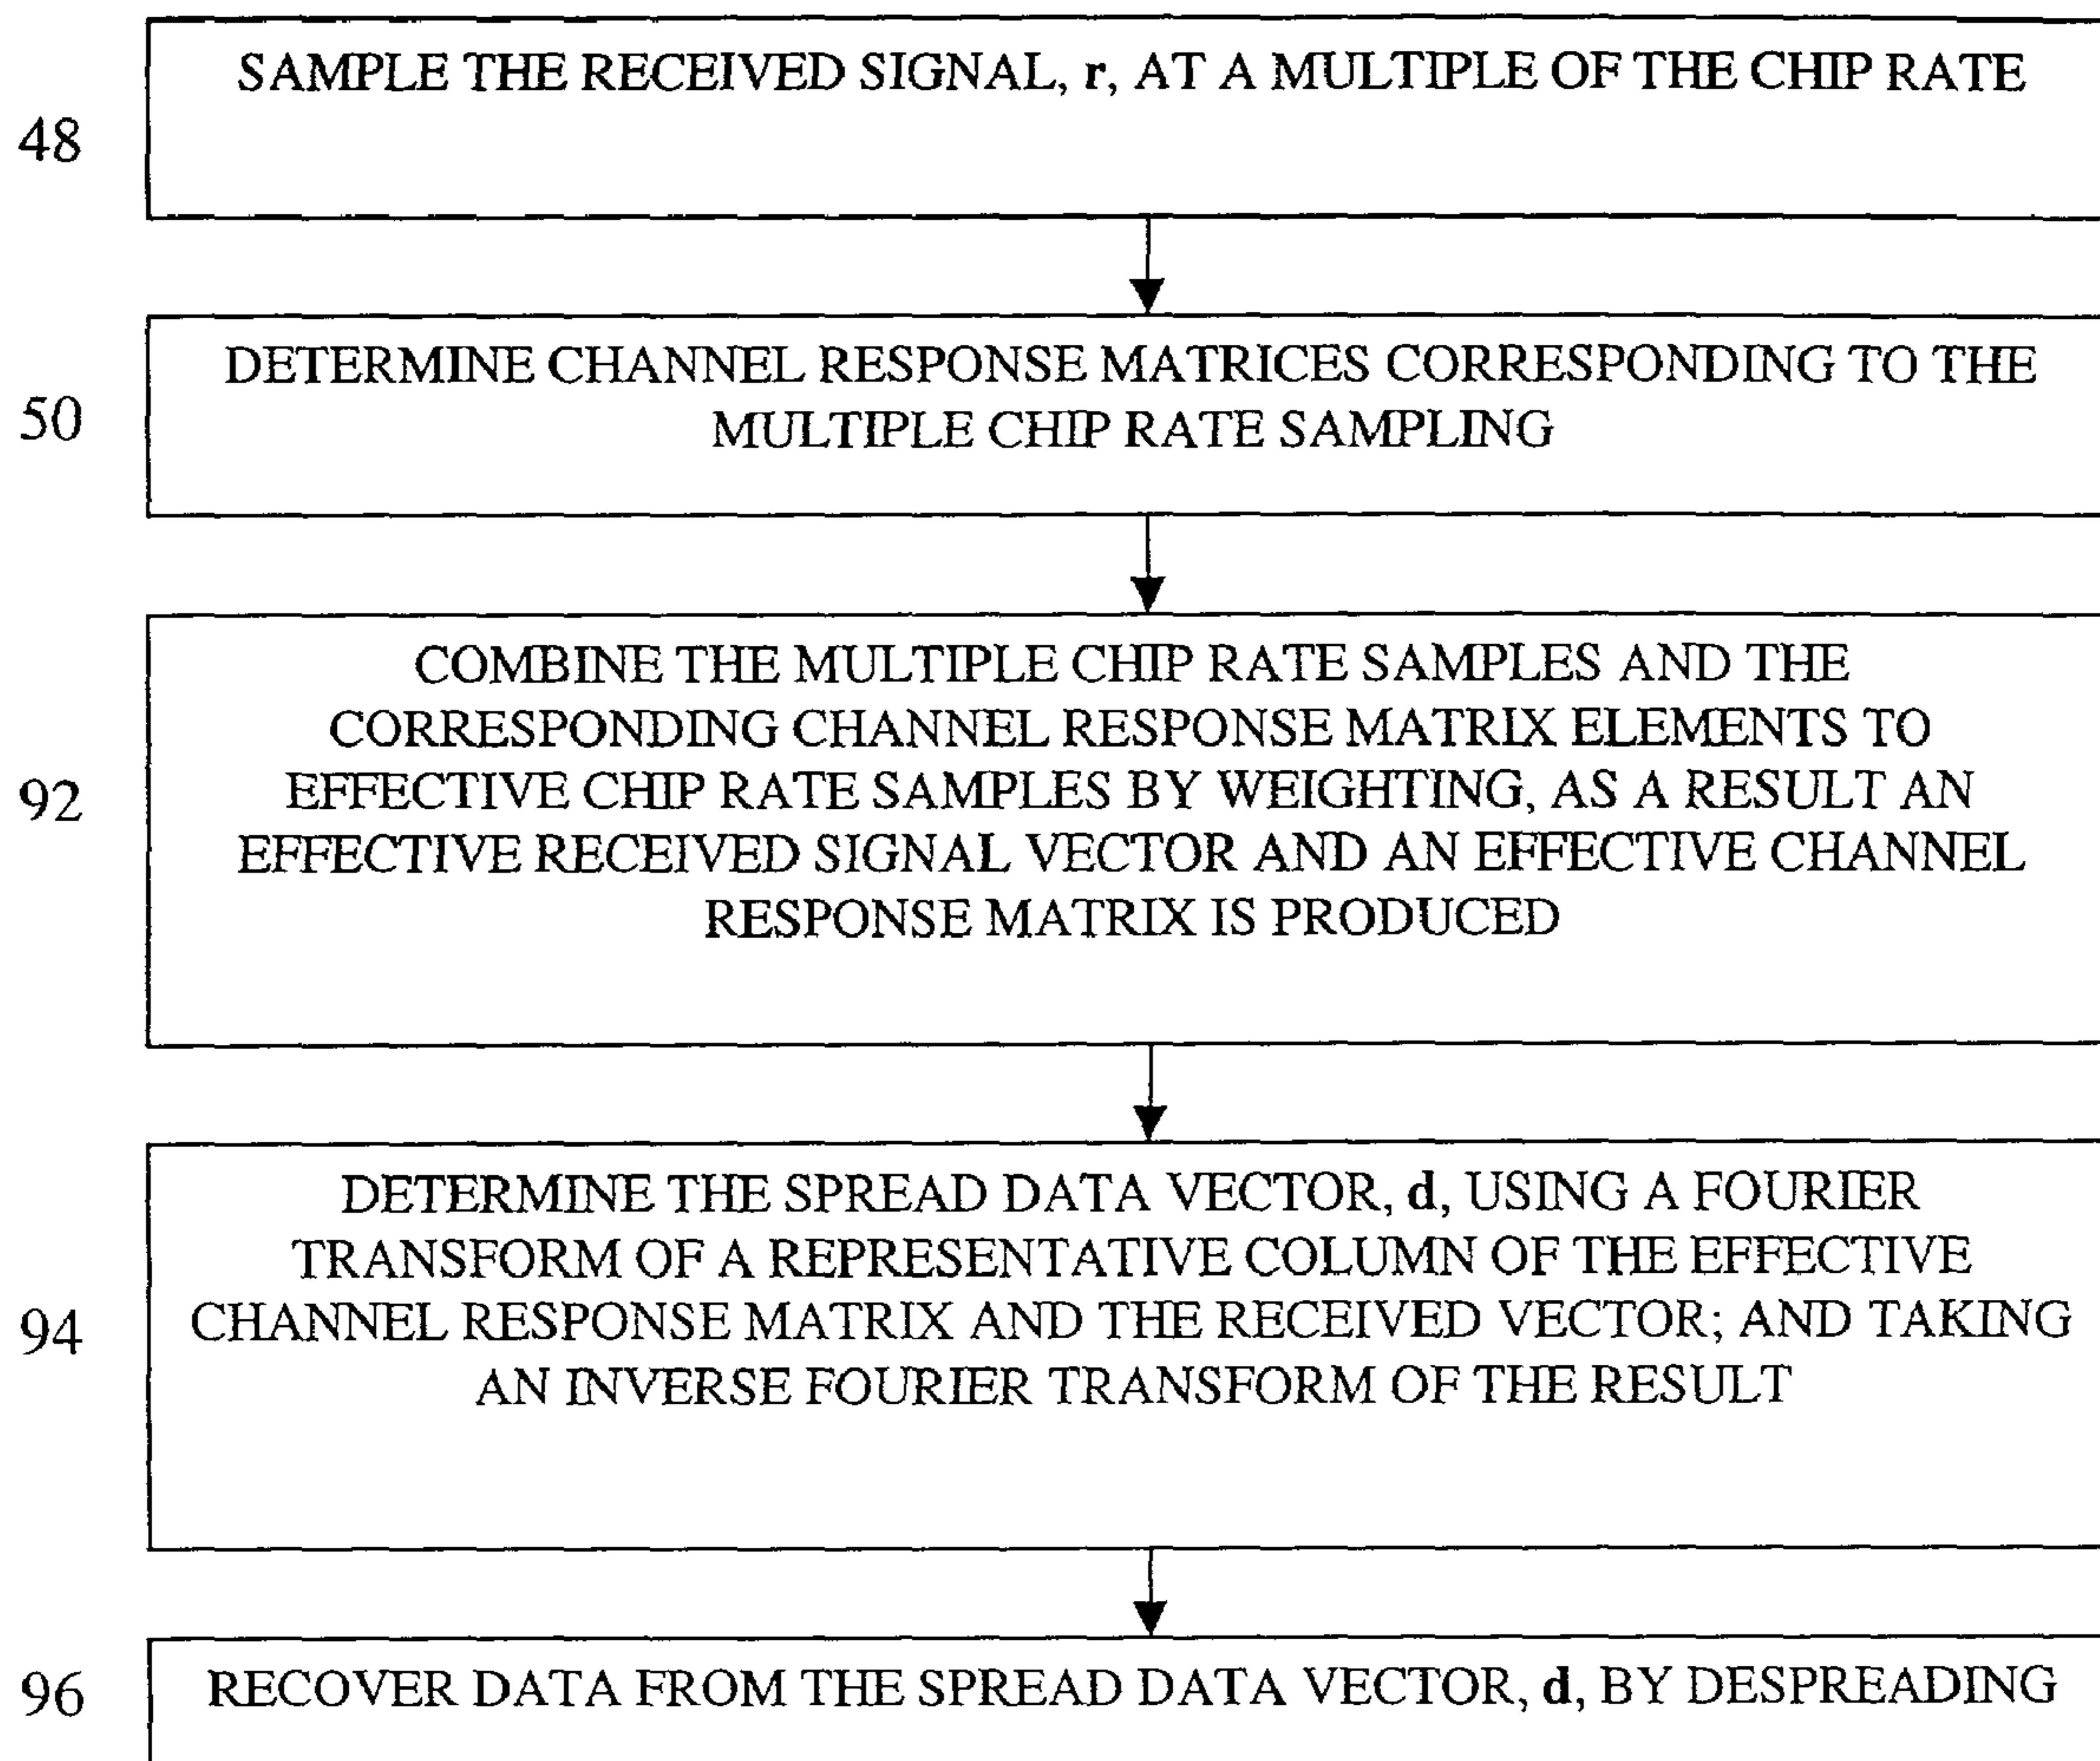 SAMPLE THE RECEIVED SIGNAL, r, AT A MULTIPLE OF THE CHIP RATE
48
DETERMINE CHANNEL RESPONSE MATRICES CORRESPONDING TO THE
MULTIPLE CHIP RATE SAMPLING
50
COMBINE THE MULTIPLE CHIP RATE SAMPLES AND THE
CORRESPONDING CHANNEL RESPONSE MATRIX ELEMENTS TO
EFFECTIVE CHIP RATE SAMPLES BY WEIGHTING, AS A RESULT AN
EFFECTIVE RECEIVED SIGNAL VECTOR AND AN EFFECTIVE CHANNEL
RESPONSE MATRIX IS PRODUCED
92
DETERMINE THE SPREAD DATA VECTOR, d, USING A FOURIER
TRANSFORM OF A REPRESENTATIVE COLUMN OF THE EFFECTIVE
CHANNEL RESPONSE MATRIX AND THE RECEIVED VECTOR; AND TAKING
AN INVERSE FOURIER TRANSFORM OF THE RESULT
94
RECOVER DATA FROM THE SPREAD DATA VECTOR, d, BY DESPREADING
96